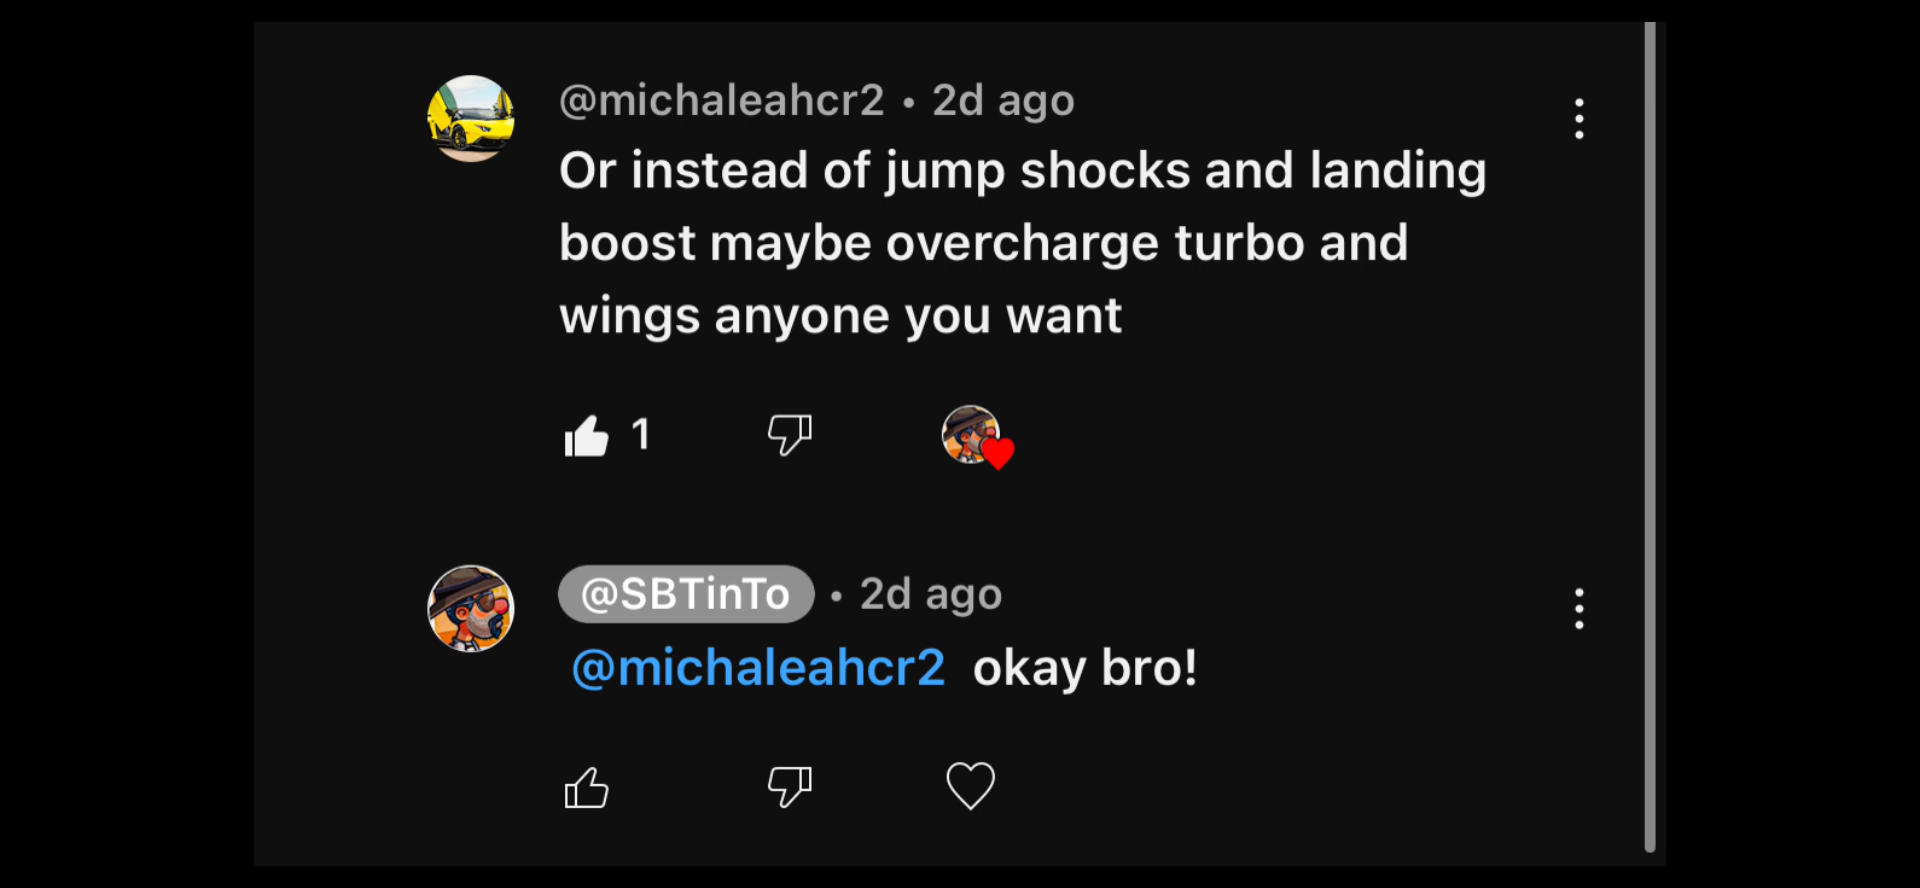 @michaleahcr2 • 2d ago
Or instead of jump shocks and landing
boost maybe overcharge turbo and
wings anyone you want
1
@SBTinTo • 2d ago
@michaleahcr2 okay bro!